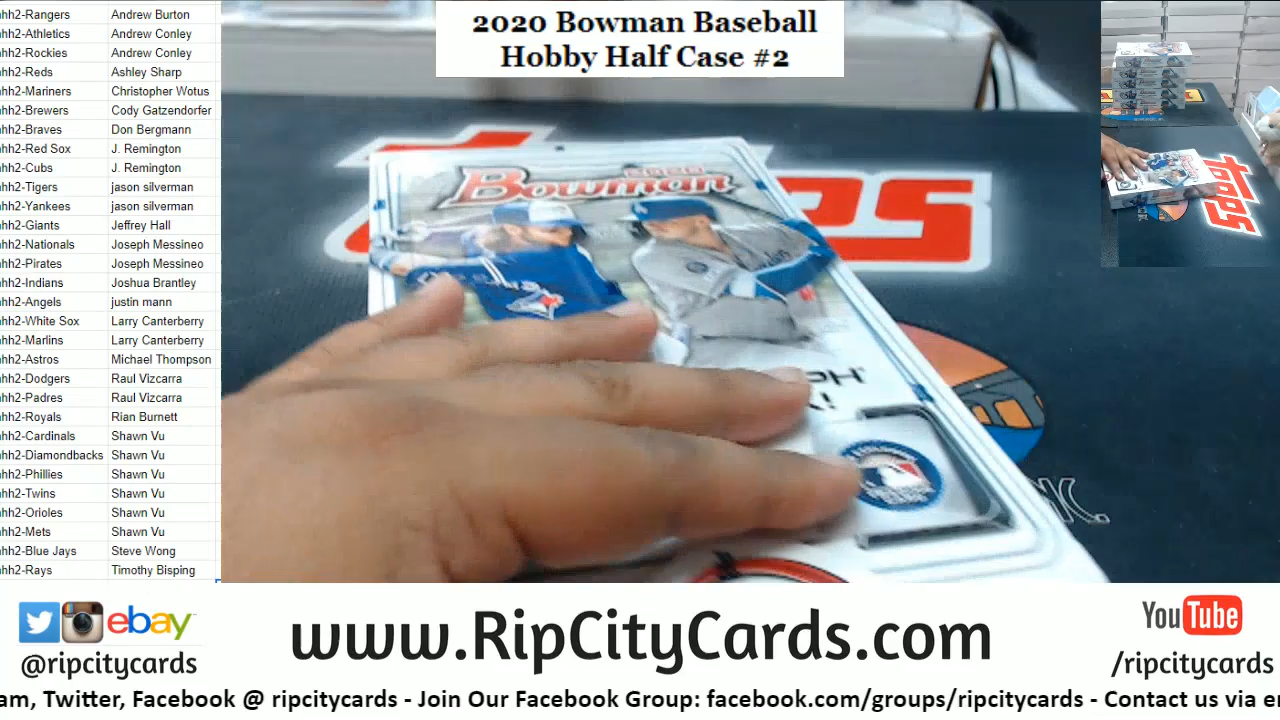 hh2-Rangers Andrew Burton
hh2-Athletics Andrew Conley
hh2-Rockies Andrew Conley
hh2-Reds Ashley Sharp
hh2-Mariners Christopher Wotus
hh2-Brewers Cody Gatzendorfer
hh2-Braves Don Bergmann
hh2-Red Sox J. Remington
hh2-Cubs J. Remington
hh2-Tigers jason silverman
hh2-Yankees jason silverman
hh2-Giants Jeffrey Hall
hh2-Nationals Joseph Messineo
hh2-Pirates Joseph Messineo
hh2-Indians Joshua Brantley
hh2-Angels justin mann
hh2-White Sox Larry Canterberry
hh2-Marlins Larry Canterberry
hh2-Astros Michael Thompson
hh2-Dodgers Raul Vizcarra
hh2-Padres Raul Vizcarra
hh2-Royals Rian Burnett
hh2-Cardinals Shawn Vu
hh2-Diamondbacks Shawn Vu
hh2-Phillies Shawn Vu
hh2-Twins Shawn Vu
hh2-Orioles Shawn Vu
hh2-Mets Shawn Vu
hh2-Blue Jays Steve Wong
hh2-Rays Timothy Bisping
2020 Bowman Baseball
Hobby Half Case #2
2020
Bowman
topps
ebay
@ripcitycards
www.RipCityCards.com
YouTube
/ripcitycards
am, Twitter, Facebook @ ripcitycards - Join Our Facebook Group: facebook.com/groups/ripcitycards - Contact us via em